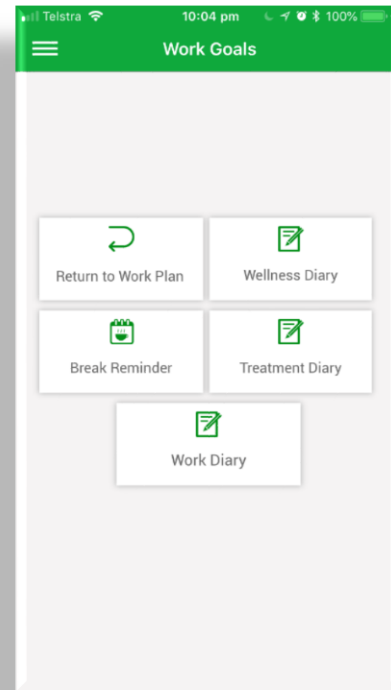 Telstra 10:04 pm 100%
Work Goals
Return to Work Plan Wellness Diary
Break Reminder Treatment Diary
Work Diary